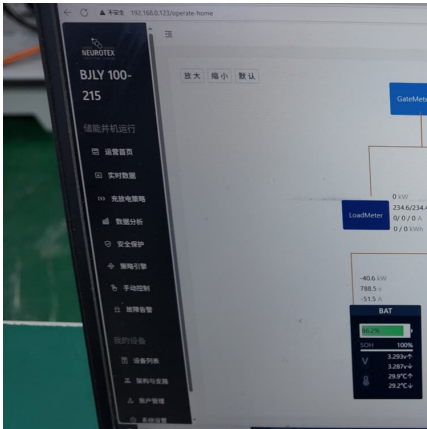 不安全 192.168.0.123/operate-home
NEUROTEX
BJLY 100-
215
储能并机运行
运营首页
实时数据
充放电策略
数据分析
安全保护
策略引擎
手动控制
故障告警
我的设备
设备列表
架构与支路
账户管理
系统设置
放大 缩小 默认
GateMete
0 kW
234.6/234.4
0/ 0 / 0 A
0 / 0 kWh
LoadMeter
-40.6 kW
788.5 v
-51.5 A
BAT
SOH 100%
V 3.293v↑
3.287v↓
29.9°C↑
29.2°C↓